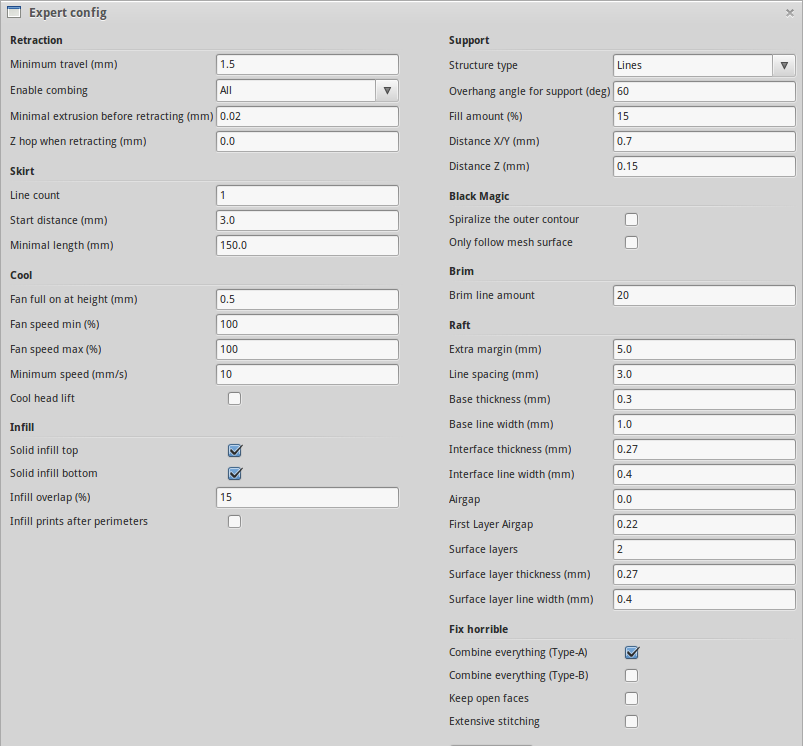 Expert config
Retraction
Minimum travel (mm) 1.5
Enable combing All
Minimal extrusion before retracting (mm) 0.02
Z hop when retracting (mm) 0.0
Skirt
Line count 1
Start distance (mm) 3.0
Minimal length (mm) 150.0
Cool
Fan full on at height (mm) 0.5
Fan speed min (%) 100
Fan speed max (%) 100
Minimum speed (mm/s) 10
Cool head lift
Infill
Solid infill top
Solid infill bottom
Infill overlap (%) 15
Infill prints after perimeters
Support
Structure type Lines
Overhang angle for support (deg) 60
Fill amount (%) 15
Distance X/Y (mm) 0.7
Distance Z (mm) 0.15
Black Magic
Spiralize the outer contour
Only follow mesh surface
Brim
Brim line amount 20
Raft
Extra margin (mm) 5.0
Line spacing (mm) 3.0
Base thickness (mm) 0.3
Base line width (mm) 1.0
Interface thickness (mm) 0.27
Interface line width (mm) 0.4
Airgap 0.0
First Layer Airgap 0.22
Surface layers 2
Surface layer thickness (mm) 0.27
Surface layer line width (mm) 0.4
Fix horrible
Combine everything (Type-A)
Combine everything (Type-B)
Keep open faces
Extensive stitching